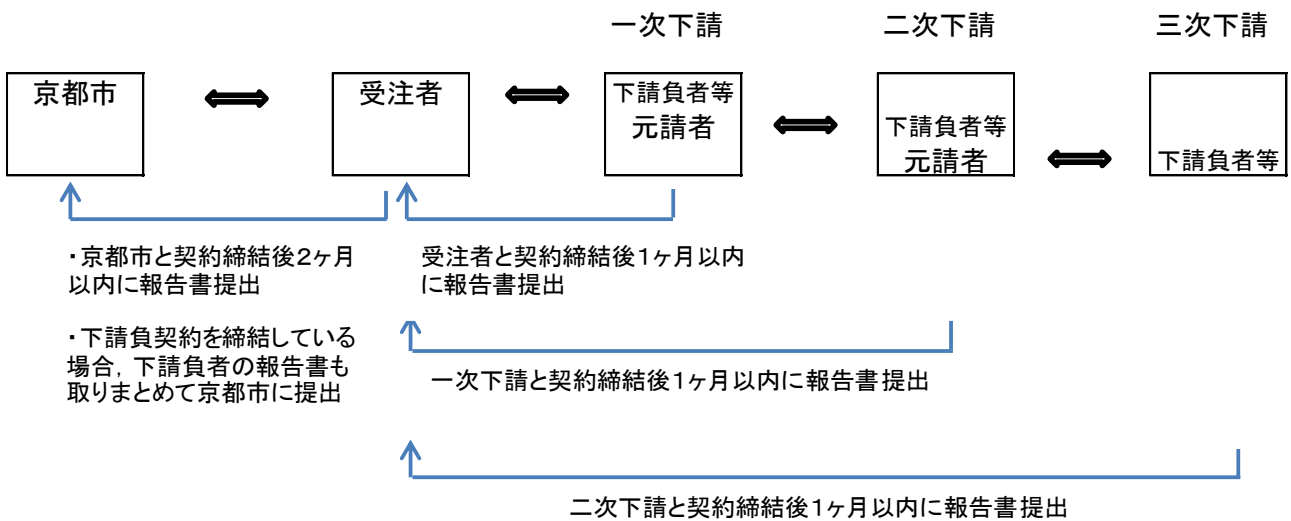 一次下請
二次下請
三次下請
京都市
受注者
下請負者等
元請者
下請負者等
元請者
下請負者等
・京都市と契約締結後2ヶ月
以内に報告書提出
受注者と契約締結後1ヶ月以内
に報告書提出
・下請負契約を締結している
場合，下請負者の報告書も
取りまとめて京都市に提出
一次下請と契約締結後1ヶ月以内に報告書提出
二次下請と契約締結後1ヶ月以内に報告書提出